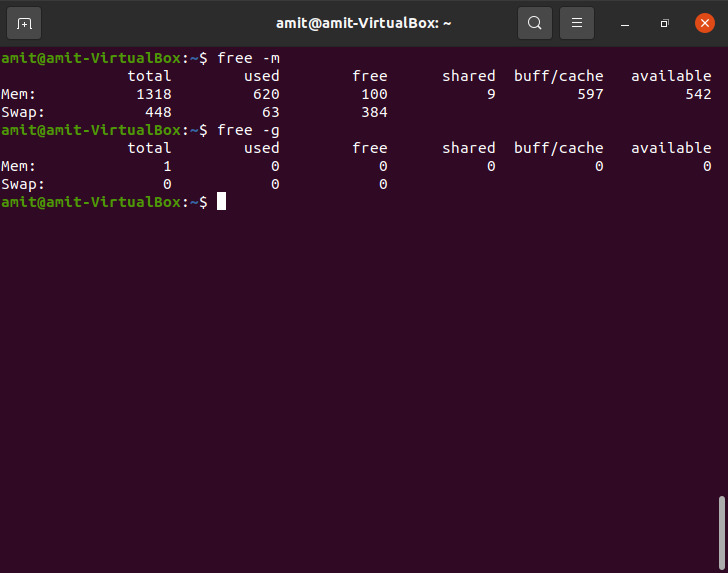 amit@amit-VirtualBox: ~
amit@amit-VirtualBox:~$ free -m
              total        used        free      shared  buff/cache   available
Mem:           1318         620         100           9         597         542
Swap:           448          63         384
amit@amit-VirtualBox:~$ free -g
              total        used        free      shared  buff/cache   available
Mem:              1           0           0           0           0           0
Swap:             0           0           0
amit@amit-VirtualBox:~$